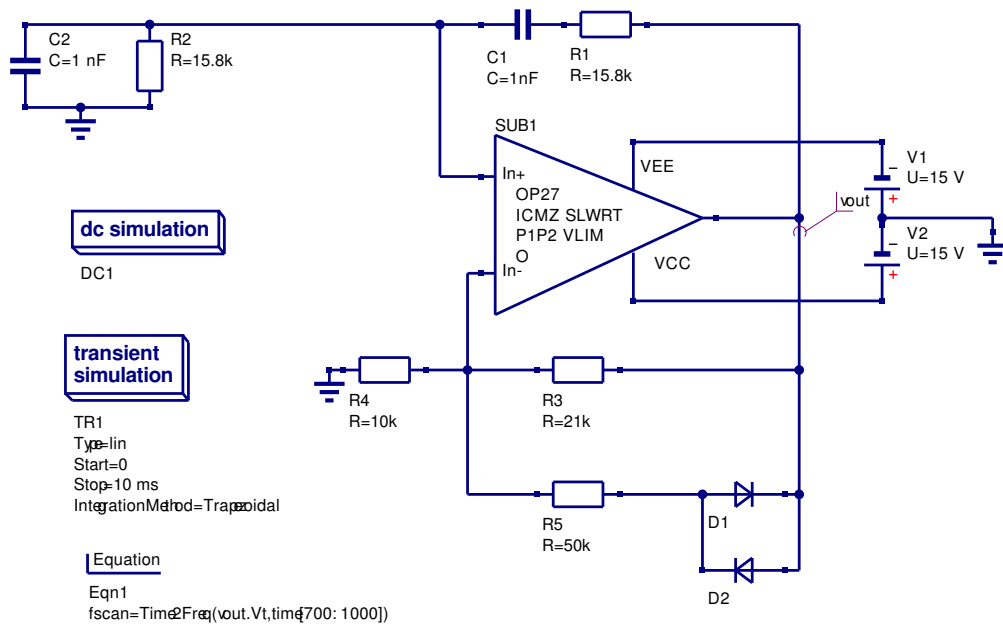 C2
C=1 nF
R2
R=15.8k
C1
C=1nF
R1
R=15.8k
SUB1
In+
OP27
ICMZ SLWRT
P1P2 VLIM
O
In-
VEE
VCC
vout
V1
U=15 V
V2
U=15 V
-
+
-
+
dc simulation
DC1
transient
simulation
TR1
Type=lin
Start=0
Stop=10 ms
IntegrationMethod=Trapezoidal
R4
R=10k
R3
R=21k
R5
R=50k
D1
D2
Equation
Eqn1
fscan=Time2Freq(vout.Vt,time[700: 1000])